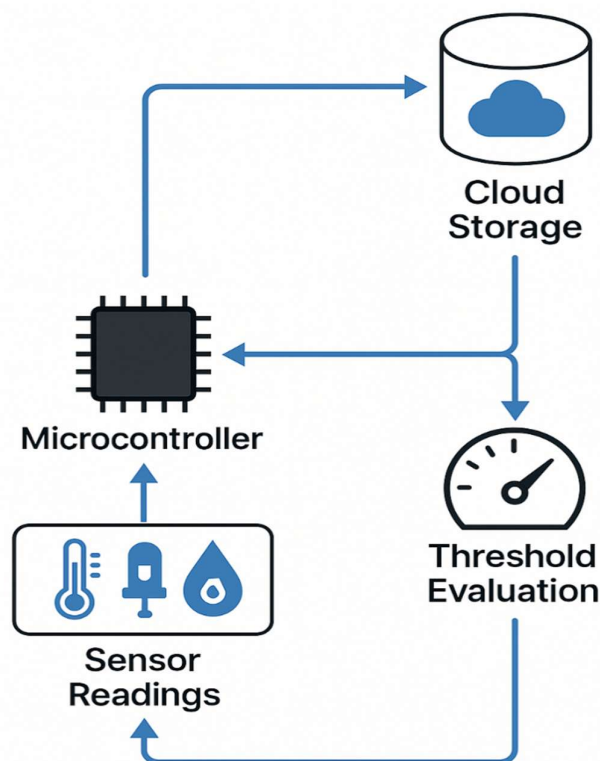 Cloud
Storage
Microcontroller
Threshold
Evaluation
Sensor
Readings